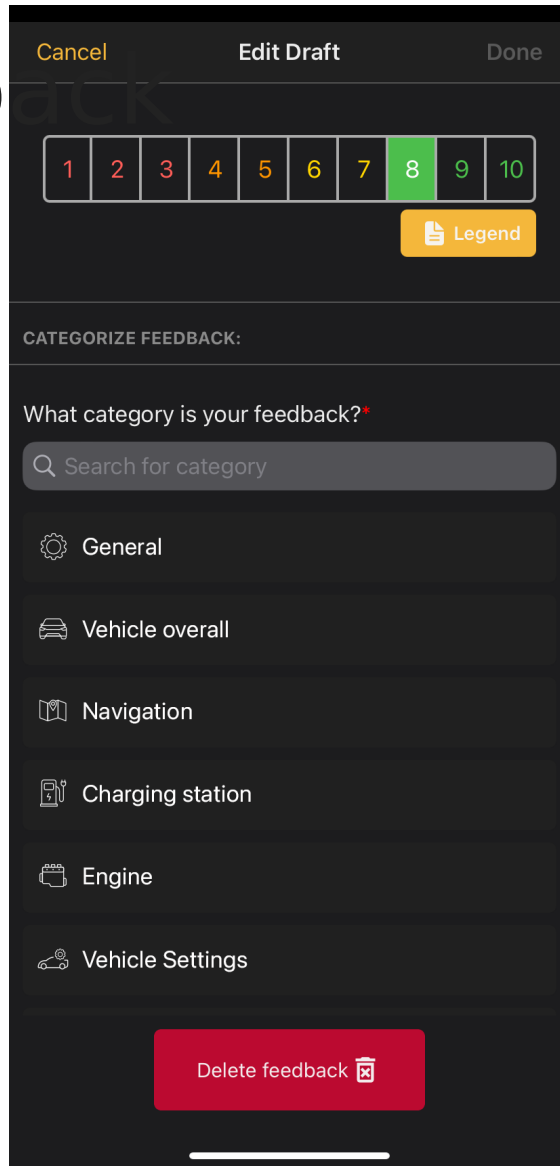 Cancel Edit Draft Done
ack
1 2 3 4 5 6 7 8 9 10
Legend
CATEGORIZE FEEDBACK:
What category is your feedback?*
Search for category
General
Vehicle overall
Navigation
Charging station
Engine
Vehicle Settings
Delete feedback